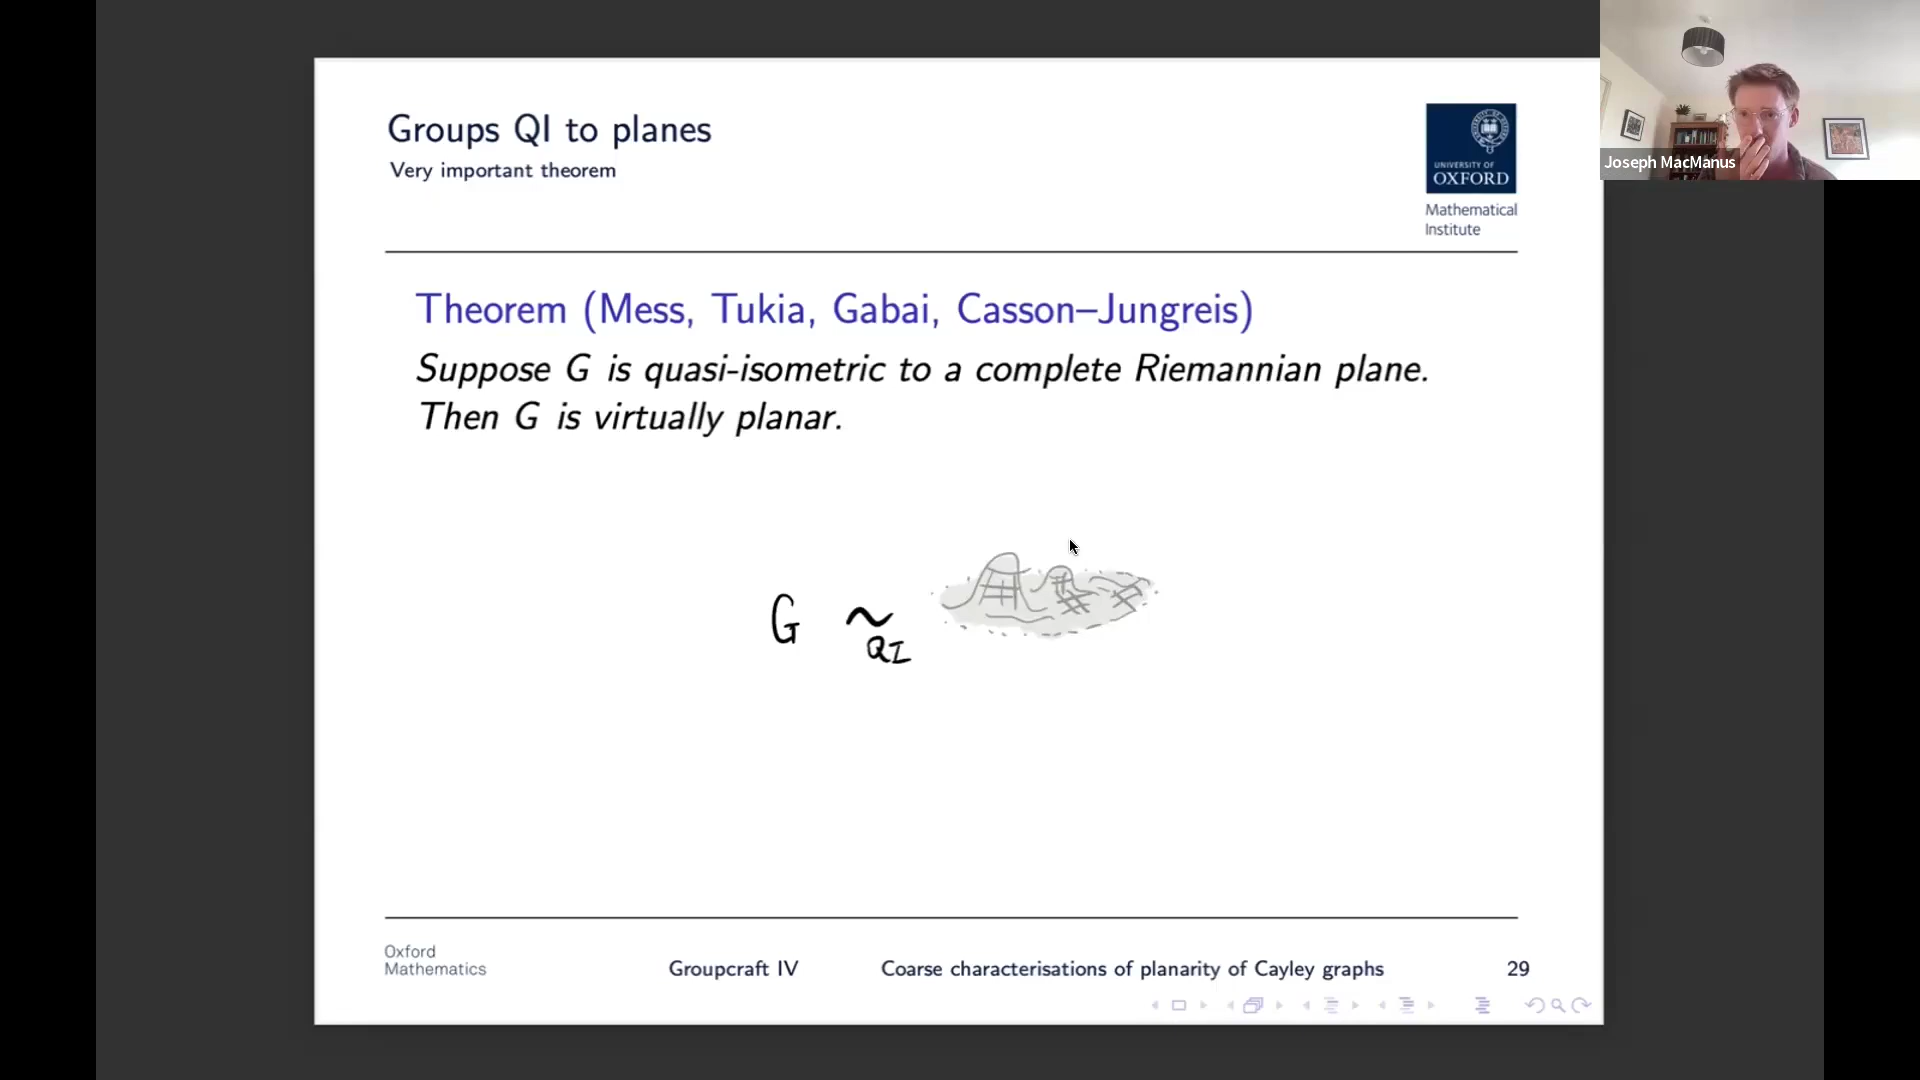 Groups QI to planes
Very important theorem
UNIVERSITY OF
OXFORD
Mathematical
Institute
Joseph MacManus
Theorem (Mess, Tukia, Gabai, Casson–Jungreis)
Suppose G is quasi-isometric to a complete Riemannian plane.
Then G is virtually planar.
G ~ QI
Oxford
Mathematics
Groupcraft IV
Coarse characterisations of planarity of Cayley graphs
29